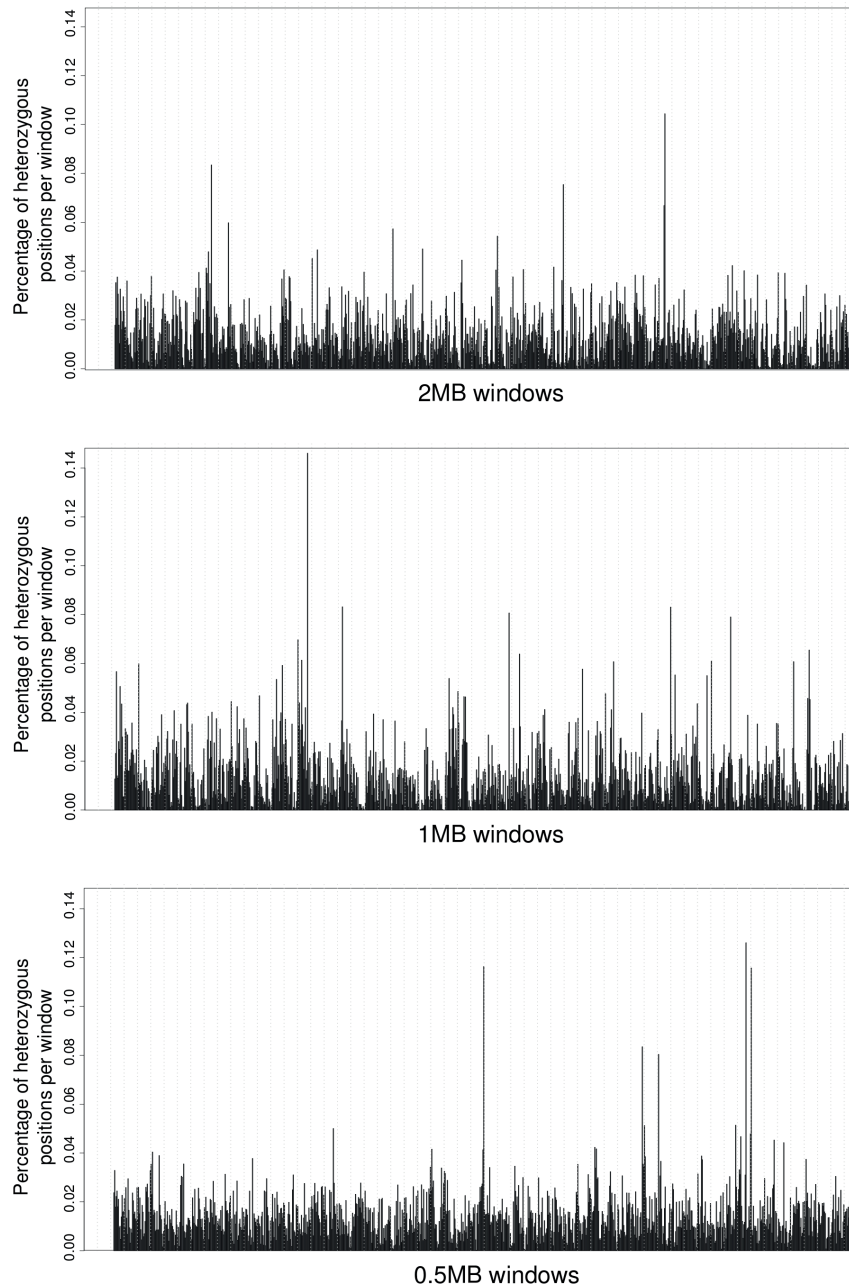 0.14
0.12
0.10
0.08
0.06
0.04
0.02
0.00
Percentage of heterozygous
positions per window
2MB windows
0.14
0.12
0.10
0.08
0.06
0.04
0.02
0.00
Percentage of heterozygous
positions per window
1MB windows
0.14
0.12
0.10
0.08
0.06
0.04
0.02
0.00
Percentage of heterozygous
positions per window
0.5MB windows